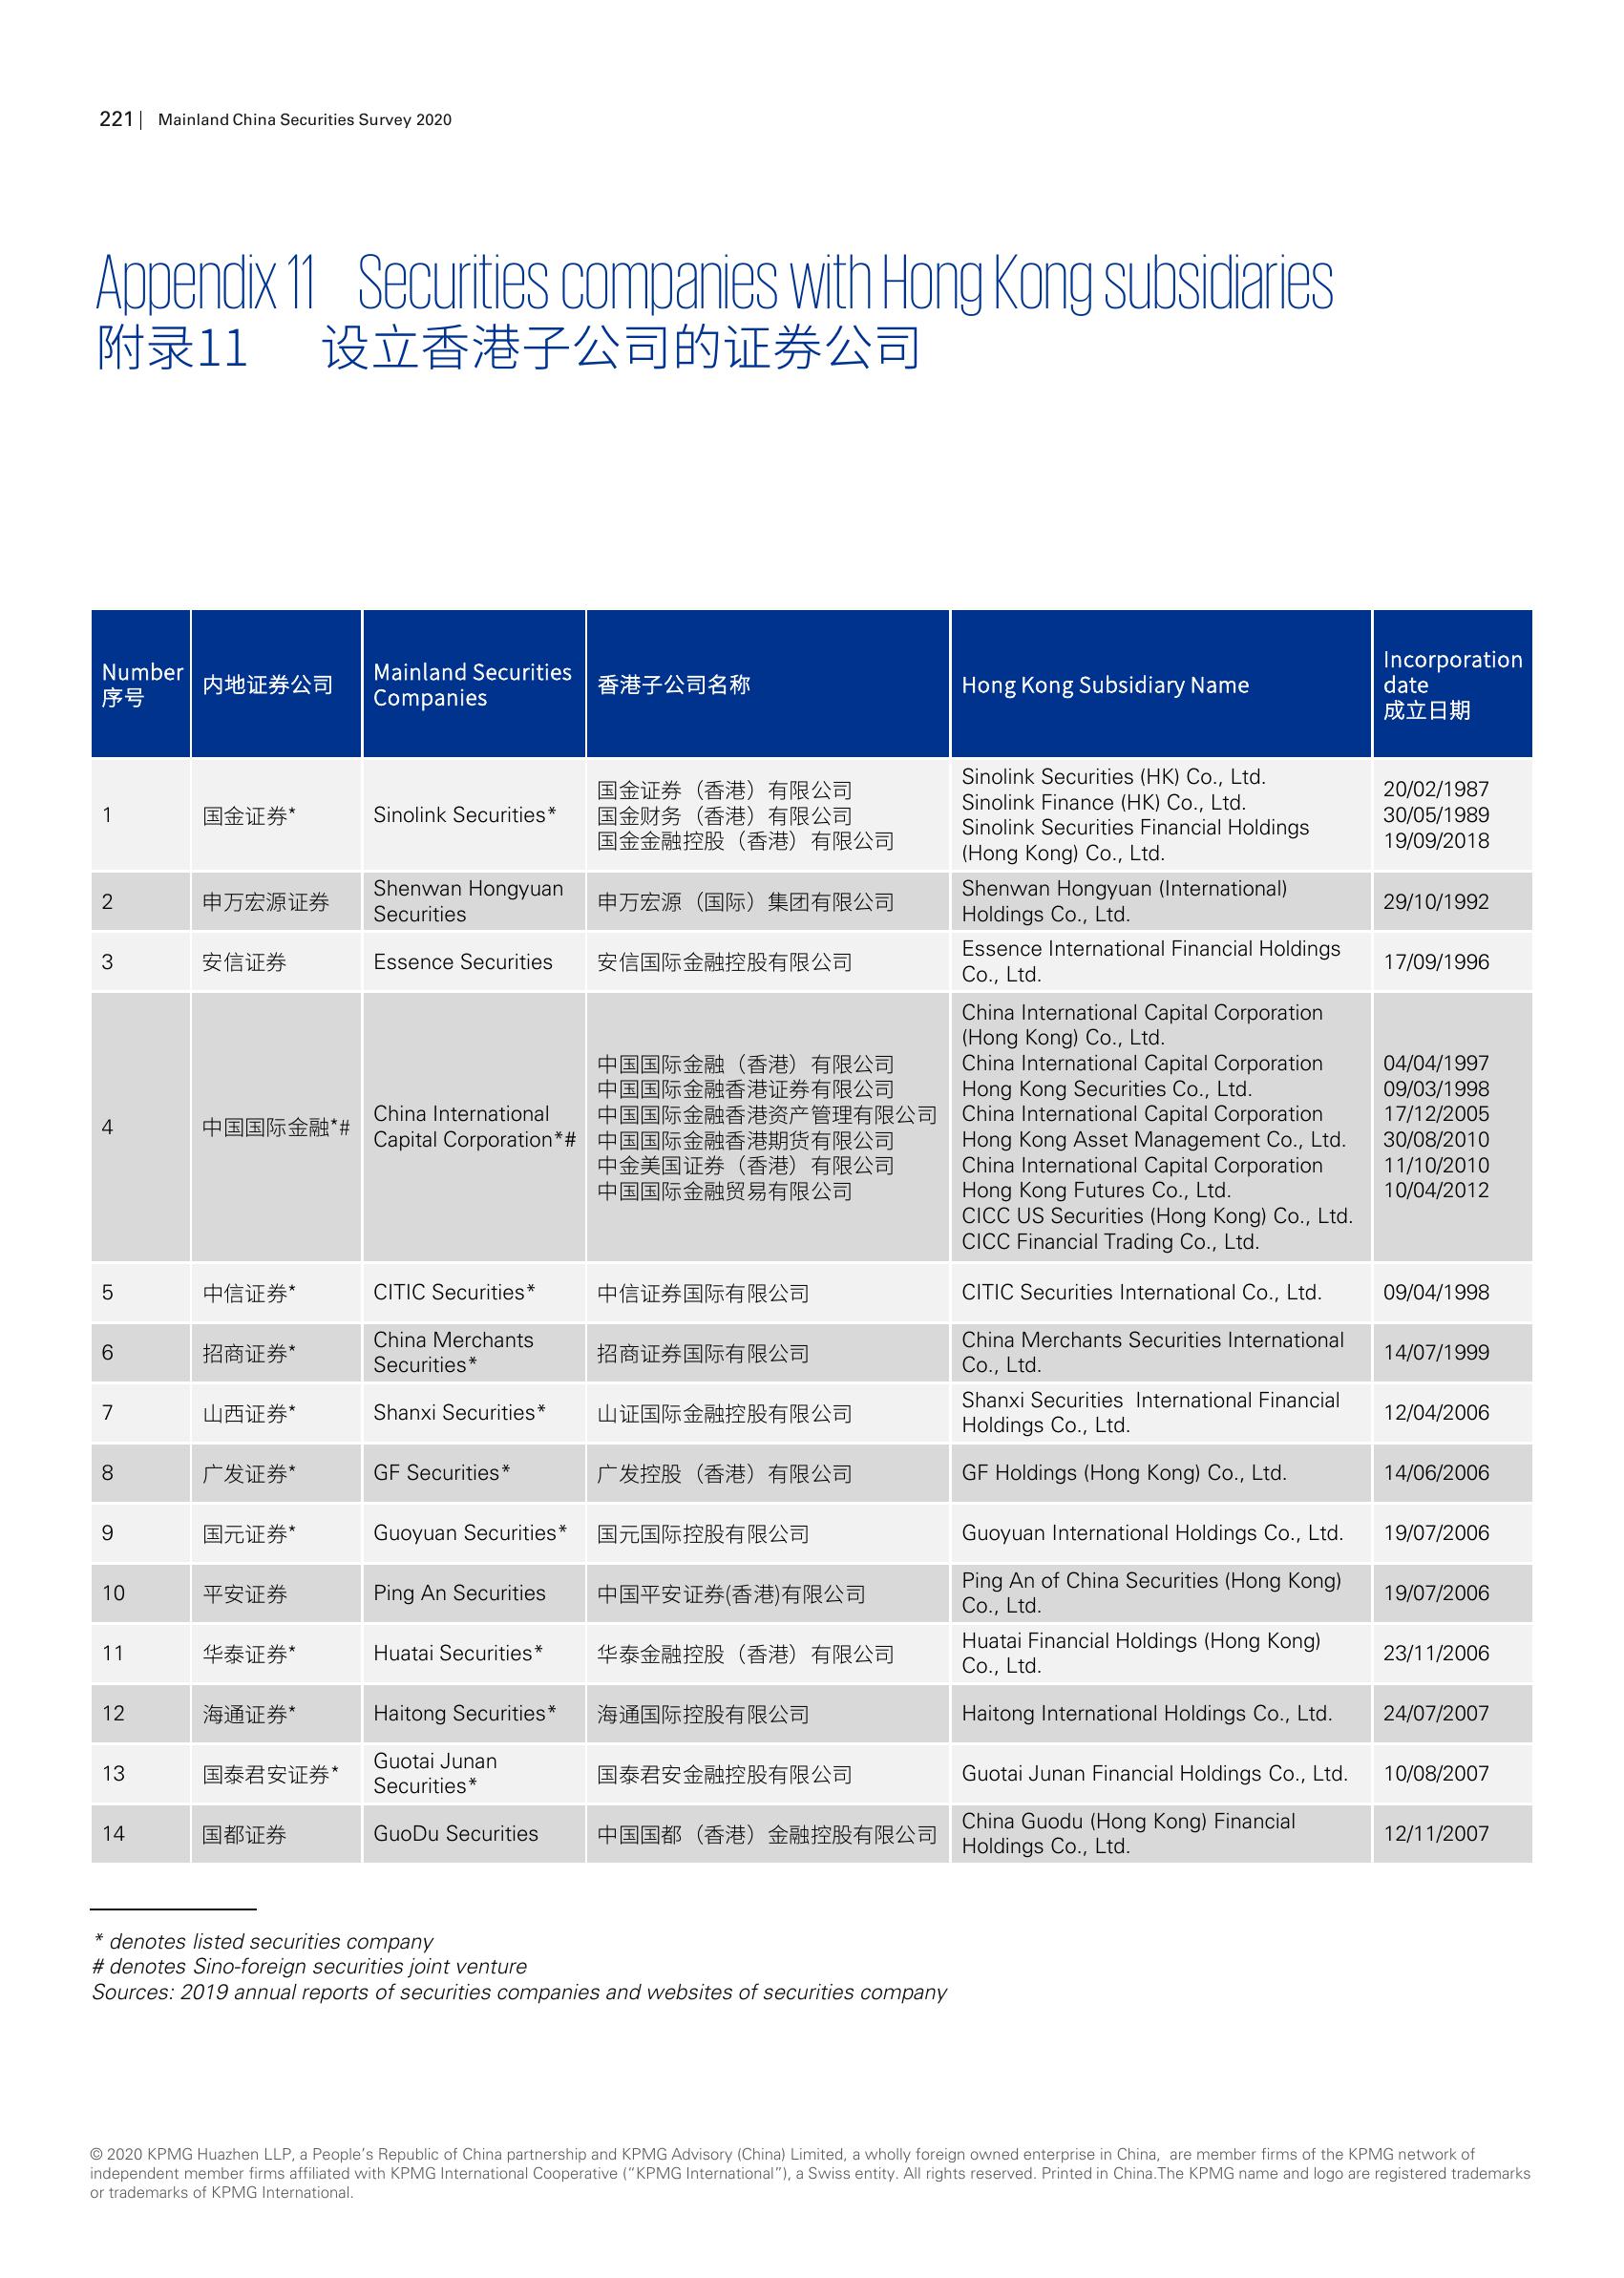 221 | Mainland China Securities Survey 2020
Appendix 11 Securities companies with Hong Kong subsidiaries
附录11 设立香港子公司的证券公司
Number
序号
内地证券公司
Mainland Securities
Companies
香港子公司名称
Hong Kong Subsidiary Name
Incorporation
date
成立日期
1
国金证券*
Sinolink Securities*
国金证券（香港）有限公司
国金财务（香港）有限公司
国金金融控股（香港）有限公司
Sinolink Securities (HK) Co., Ltd.
Sinolink Finance (HK) Co., Ltd.
Sinolink Securities Financial Holdings
(Hong Kong) Co., Ltd.
20/02/1987
30/05/1989
19/09/2018
2
申万宏源证券
Shenwan Hongyuan
Securities
申万宏源（国际）集团有限公司
Shenwan Hongyuan (International)
Holdings Co., Ltd.
29/10/1992
3
安信证券
Essence Securities
安信国际金融控股有限公司
Essence International Financial Holdings
Co., Ltd.
17/09/1996
4
中国国际金融*#
China International
Capital Corporation*#
中国国际金融（香港）有限公司
中国国际金融香港证券有限公司
中国国际金融香港资产管理有限公司
中国国际金融香港期货有限公司
中金美国证券（香港）有限公司
中国国际金融贸易有限公司
China International Capital Corporation
(Hong Kong) Co., Ltd.
China International Capital Corporation
Hong Kong Securities Co., Ltd.
China International Capital Corporation
Hong Kong Asset Management Co., Ltd.
China International Capital Corporation
Hong Kong Futures Co., Ltd.
CICC US Securities (Hong Kong) Co., Ltd.
CICC Financial Trading Co., Ltd.
04/04/1997
09/03/1998
17/12/2005
30/08/2010
11/10/2010
10/04/2012
5
中信证券*
CITIC Securities*
中信证券国际有限公司
CITIC Securities International Co., Ltd.
09/04/1998
6
招商证券*
China Merchants
Securities*
招商证券国际有限公司
China Merchants Securities International
Co., Ltd.
14/07/1999
7
山西证券*
Shanxi Securities*
山证国际金融控股有限公司
Shanxi Securities International Financial
Holdings Co., Ltd.
12/04/2006
8
广发证券*
GF Securities*
广发控股（香港）有限公司
GF Holdings (Hong Kong) Co., Ltd.
14/06/2006
9
国元证券*
Guoyuan Securities*
国元国际控股有限公司
Guoyuan International Holdings Co., Ltd.
19/07/2006
10
平安证券
Ping An Securities
中国平安证券(香港)有限公司
Ping An of China Securities (Hong Kong)
Co., Ltd.
19/07/2006
11
华泰证券*
Huatai Securities*
华泰金融控股（香港）有限公司
Huatai Financial Holdings (Hong Kong)
Co., Ltd.
23/11/2006
12
海通证券*
Haitong Securities*
海通国际控股有限公司
Haitong International Holdings Co., Ltd.
24/07/2007
13
国泰君安证券*
Guotai Junan
Securities*
国泰君安金融控股有限公司
Guotai Junan Financial Holdings Co., Ltd.
10/08/2007
14
国都证券
GuoDu Securities
中国国都（香港）金融控股有限公司
China Guodu (Hong Kong) Financial
Holdings Co., Ltd.
12/11/2007
* denotes listed securities company
# denotes Sino-foreign securities joint venture
Sources: 2019 annual reports of securities companies and websites of securities company
© 2020 KPMG Huazhen LLP, a People’s Republic of China partnership and KPMG Advisory (China) Limited, a wholly foreign owned enterprise in China, are member firms of the KPMG network of
independent member firms affiliated with KPMG International Cooperative (“KPMG International”), a Swiss entity. All rights reserved. Printed in China.The KPMG name and logo are registered trademarks
or trademarks of KPMG International.